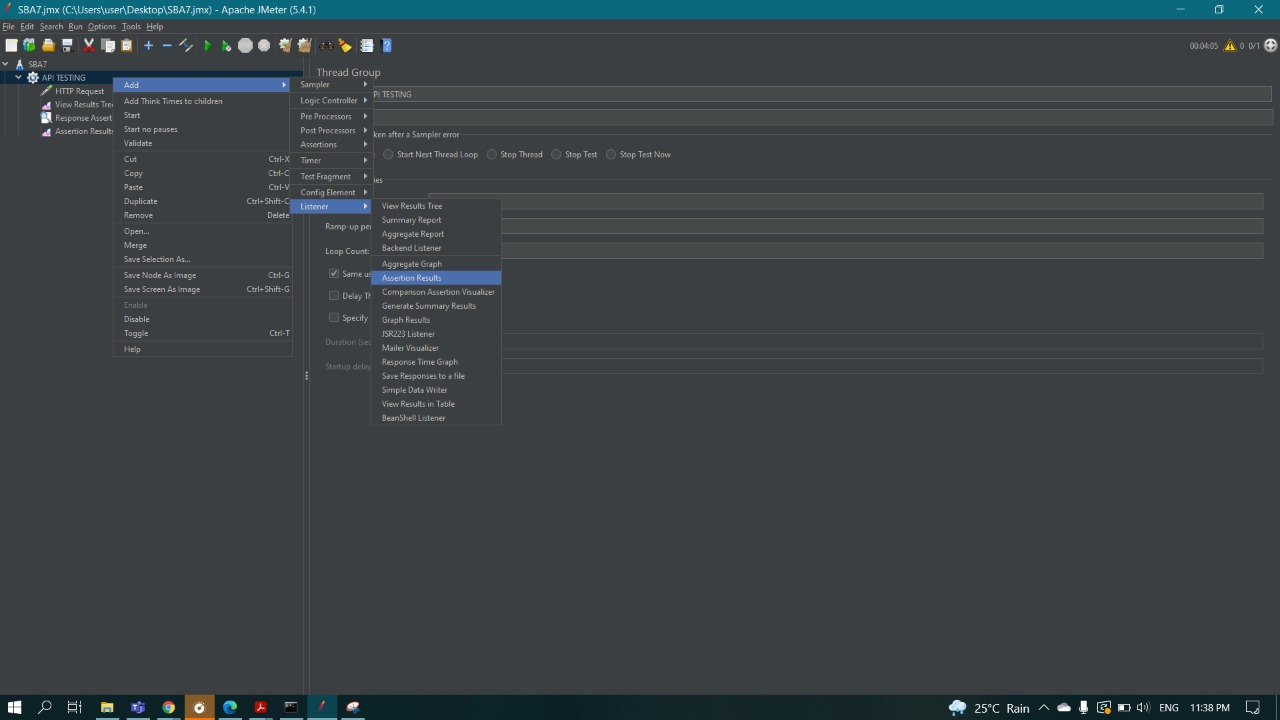 SBA7.jmx (C:\Users\user\Desktop\SBA7.jmx) - Apache JMeter (5.4.1)
File Edit Search Run Options Tools Help
00:04:05 0 0/1
SBA7
API TESTING
HTTP Request
View Results Tree
Response Assert
Assertion Results
Add
Add Think Times to children
Start
Start no pauses
Validate
Cut Ctrl-X
Copy Ctrl-C
Paste Ctrl-V
Duplicate Ctrl+Shift-C
Remove Delete
Open...
Merge
Save Selection As...
Save Node As Image Ctrl-G
Save Screen As Image Ctrl+Shift-G
Enable
Disable
Toggle Ctrl-T
Help
Sampler
Logic Controller
Pre Processors
Post Processors
Assertions
Timer
Test Fragment
Config Element
Listener
View Results Tree
Summary Report
Aggregate Report
Backend Listener
Aggregate Graph
Assertion Results
Comparison Assertion Visualizer
Generate Summary Results
Graph Results
JSR223 Listener
Mailer Visualizer
Response Time Graph
Save Responses to a file
Simple Data Writer
View Results in Table
BeanShell Listener
Thread Group
PI TESTING
ken after a Sampler error
Start Next Thread Loop Stop Thread Stop Test Stop Test Now
ies
Ramp-up per
Loop Count:
Same us
Delay Th
Specify
Duration (sec
Startup delay
25°C Rain ENG 11:38 PM